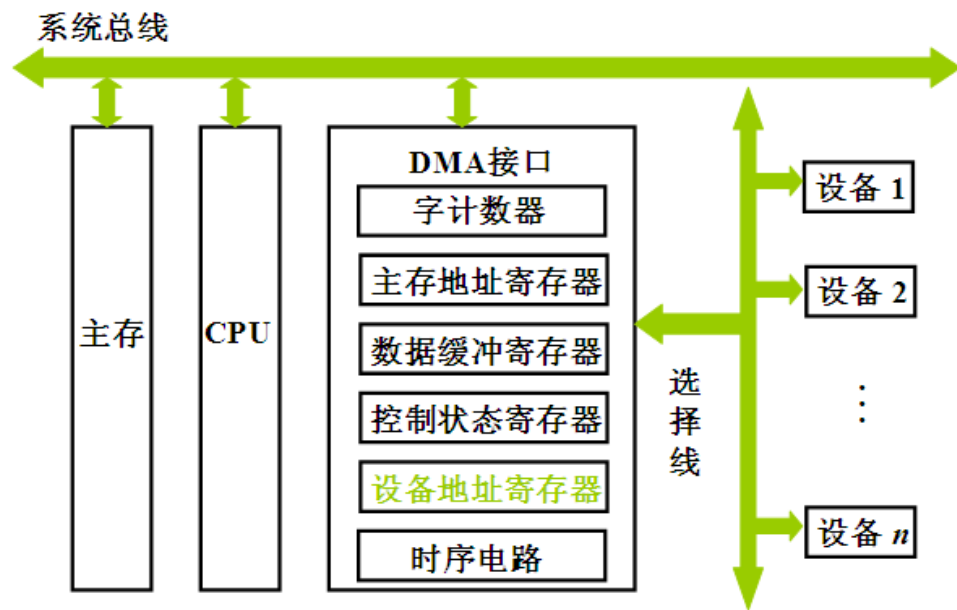 系统总线
主存
CPU
DMA接口
字计数器
主存地址寄存器
数据缓冲寄存器
控制状态寄存器
设备地址寄存器
时序电路
选
择
线
设备 1
设备 2
⋮
设备 n